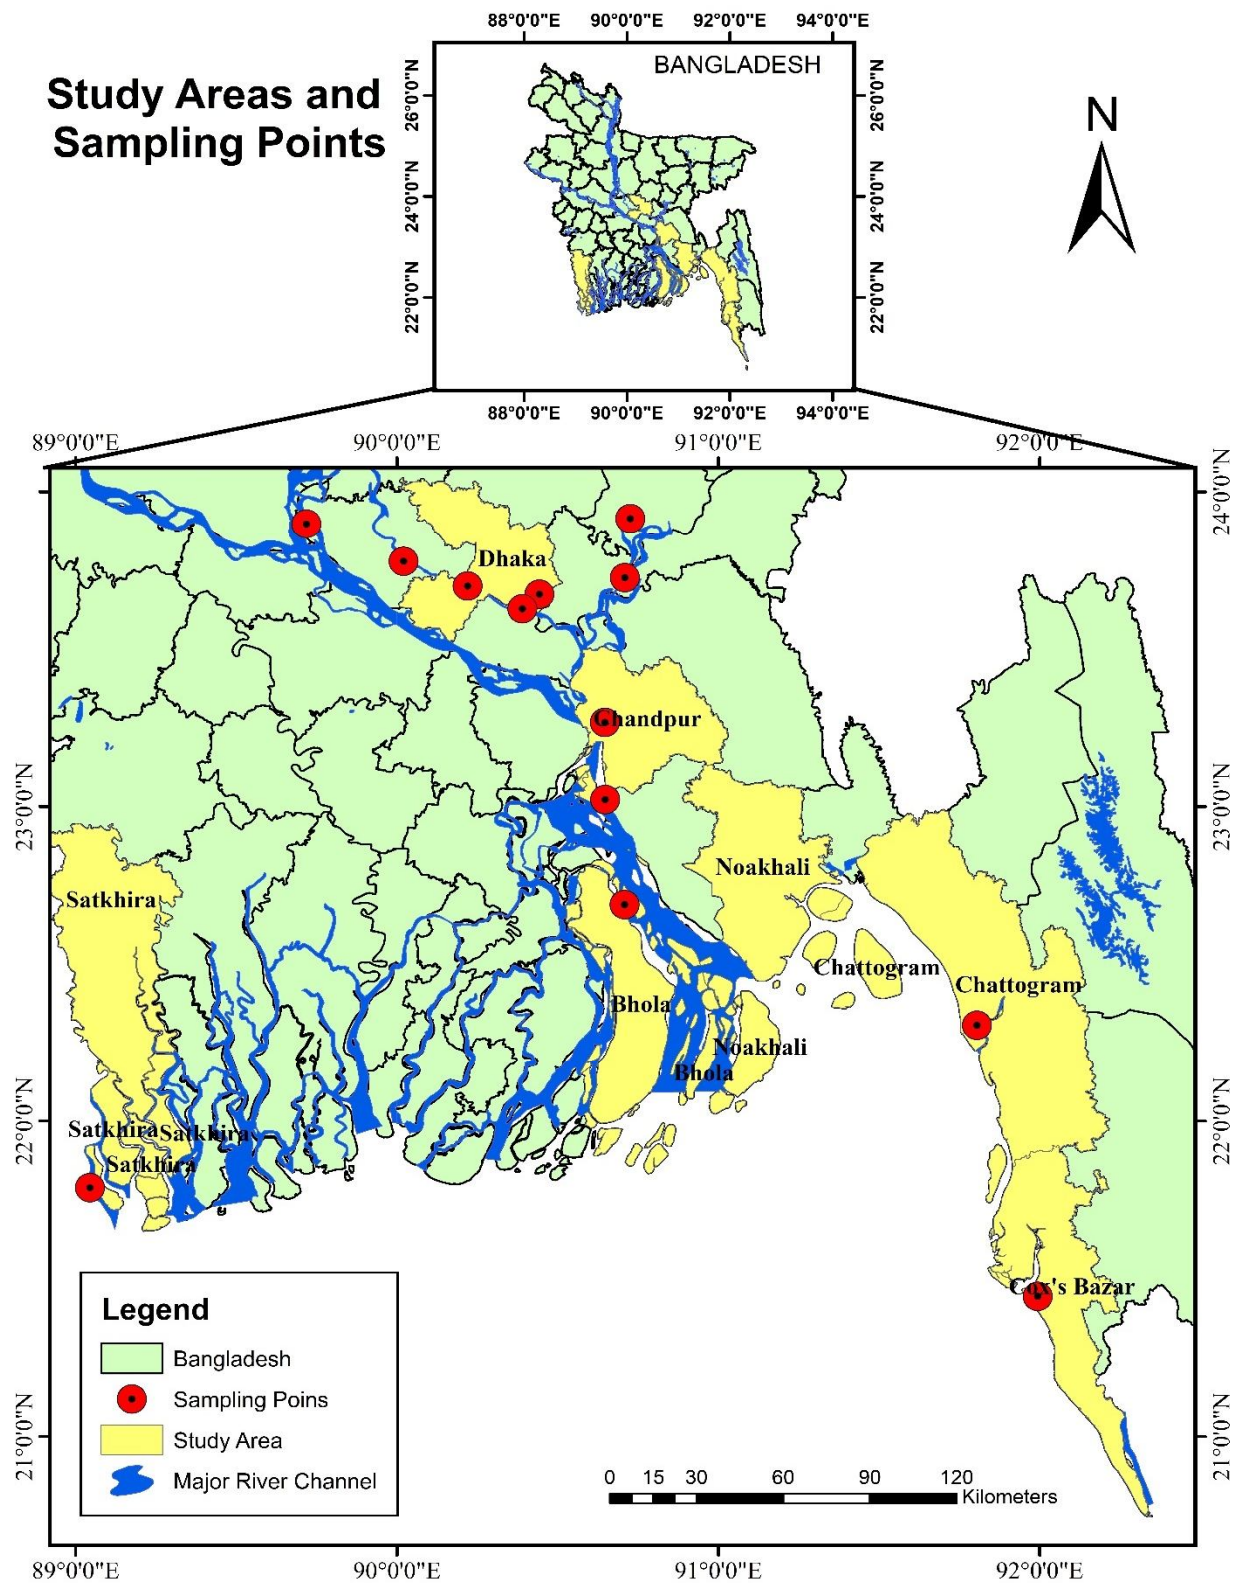 88°0'0"E 90°0'0"E 92°0'0"E 94°0'0"E
Study Areas and
Sampling Points
BANGLADESH
N
26°0'0"N
24°0'0"N
22°0'0"N
26°0'0"N
24°0'0"N
22°0'0"N
88°0'0"E 90°0'0"E 92°0'0"E 94°0'0"E
89°0'0"E 90°0'0"E 91°0'0"E 92°0'0"E
24°0'0"N
Dhaka
Chandpur
23°0'0"N
23°0'0"N
Noakhali
Satkhira
Chattogram
Chattogram
Bhola
Noakhali
Bhola
22°0'0"N
22°0'0"N
Satkhira
Satkhira
Satkhira
Cox's Bazar
Legend
Bangladesh
Sampling Poins
Study Area
Major River Channel
21°0'0"N
21°0'0"N
0 15 30 60 90 120
Kilometers
89°0'0"E 90°0'0"E 91°0'0"E 92°0'0"E